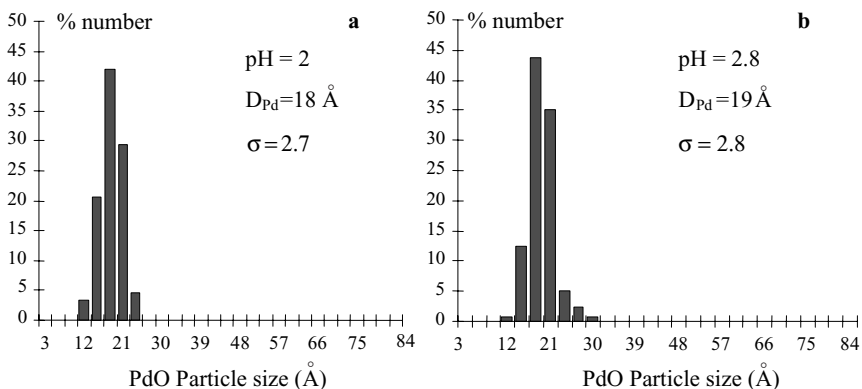 % number
a
50
45
40
35
30
25
20
15
10
5
0
pH = 2
DPd=18 Å
σ=2.7
3 12 21 30 39 48 57 66 75 84
PdO Particle size (Å)
% number
b
50
45
40
35
30
25
20
15
10
5
0
pH = 2.8
DPd=19 Å
σ = 2.8
3 12 21 30 39 48 57 66 75 84
PdO Particle size (Å)